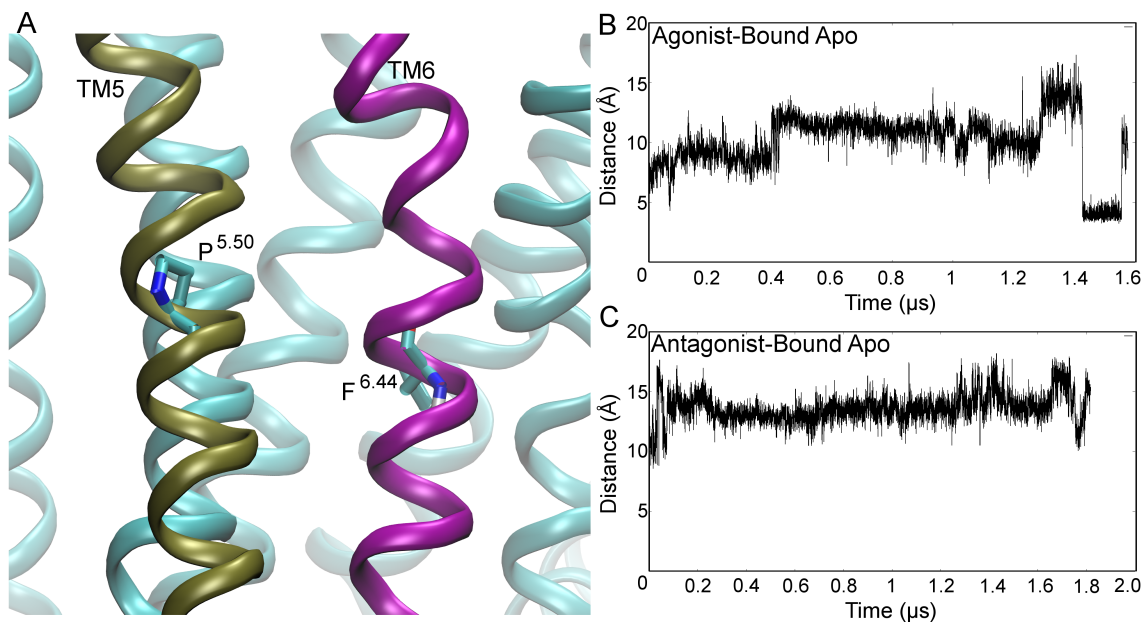 A
TM5
TM6
P5.50
F6.44
B
Agonist-Bound Apo
20
15
10
5
0
0.2
0.4
0.6
0.8
1
1.2
1.4
1.6
Distance (Å)
Time (μs)
C
Antagonist-Bound Apo
20
15
10
5
0
0.2
0.4
0.6
0.8
1.0
1.2
1.4
1.6
1.8
2.0
Distance (Å)
Time (μs)